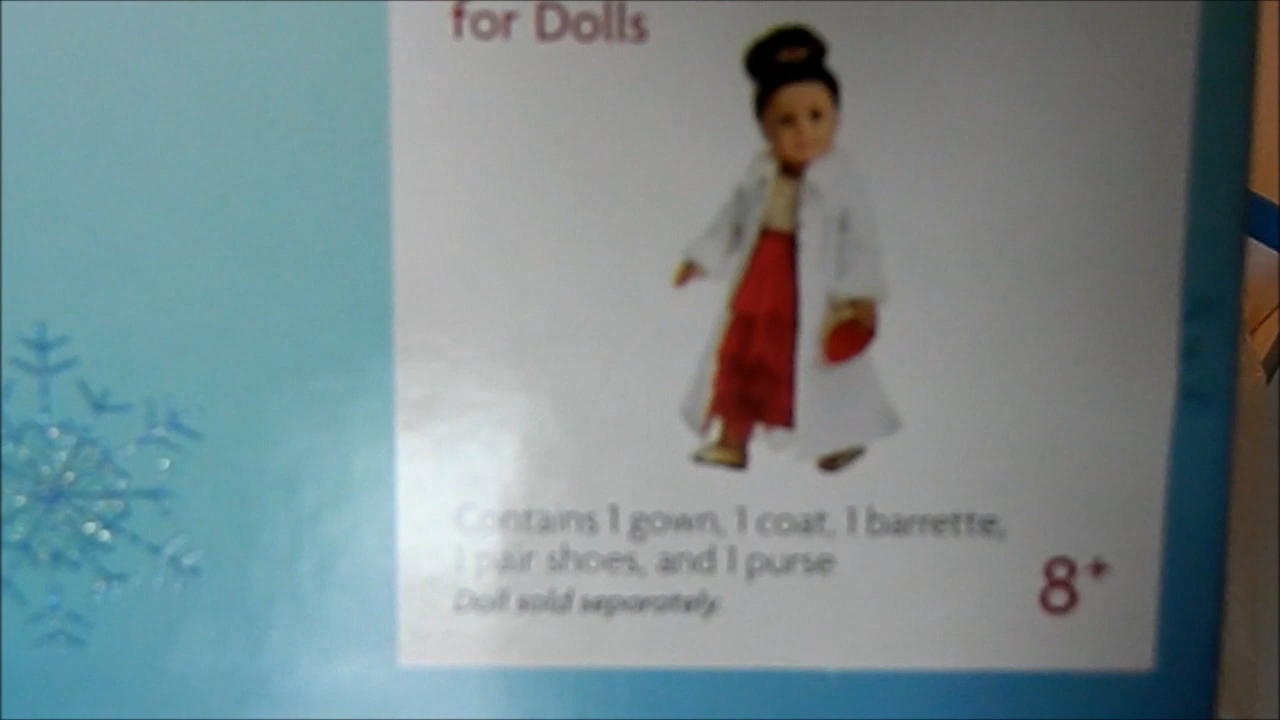 for Dolls
Contains 1 gown, 1 coat, 1 barrette,
1 pair shoes, and 1 purse
Doll sold separately.
8+